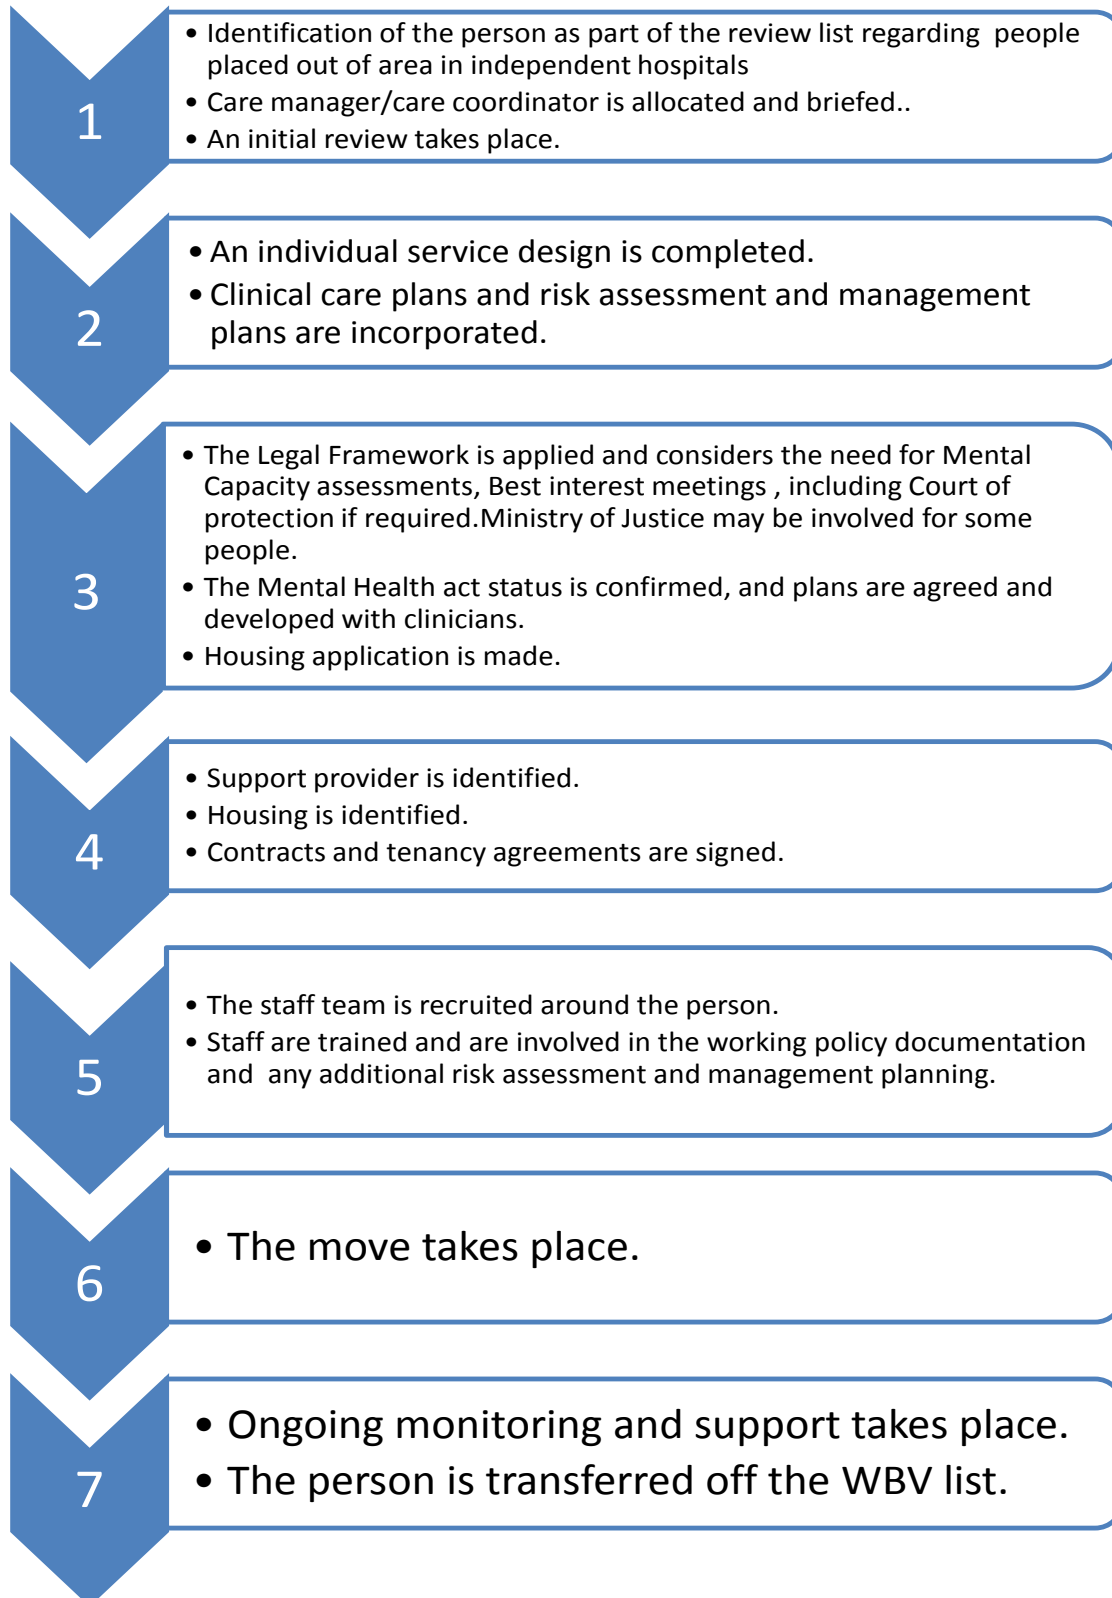 1
• Identification of the person as part of the review list regarding  people
placed out of area in independent hospitals
• Care manager/care coordinator is allocated and briefed..
• An initial review takes place.
2
• An individual service design is completed.
• Clinical care plans and risk assessment and management
plans are incorporated.
3
• The Legal Framework is applied and considers the need for Mental
Capacity assessments, Best interest meetings , including Court of
protection if required.Ministry of Justice may be involved for some
people.
• The Mental Health act status is confirmed, and plans are agreed and
developed with clinicians.
• Housing application is made.
4
• Support provider is identified.
• Housing is identified.
• Contracts and tenancy agreements are signed.
5
• The staff team is recruited around the person.
• Staff are trained and are involved in the working policy documentation
and  any additional risk assessment and management planning.
6
• The move takes place.
7
• Ongoing monitoring and support takes place.
• The person is transferred off the WBV list.